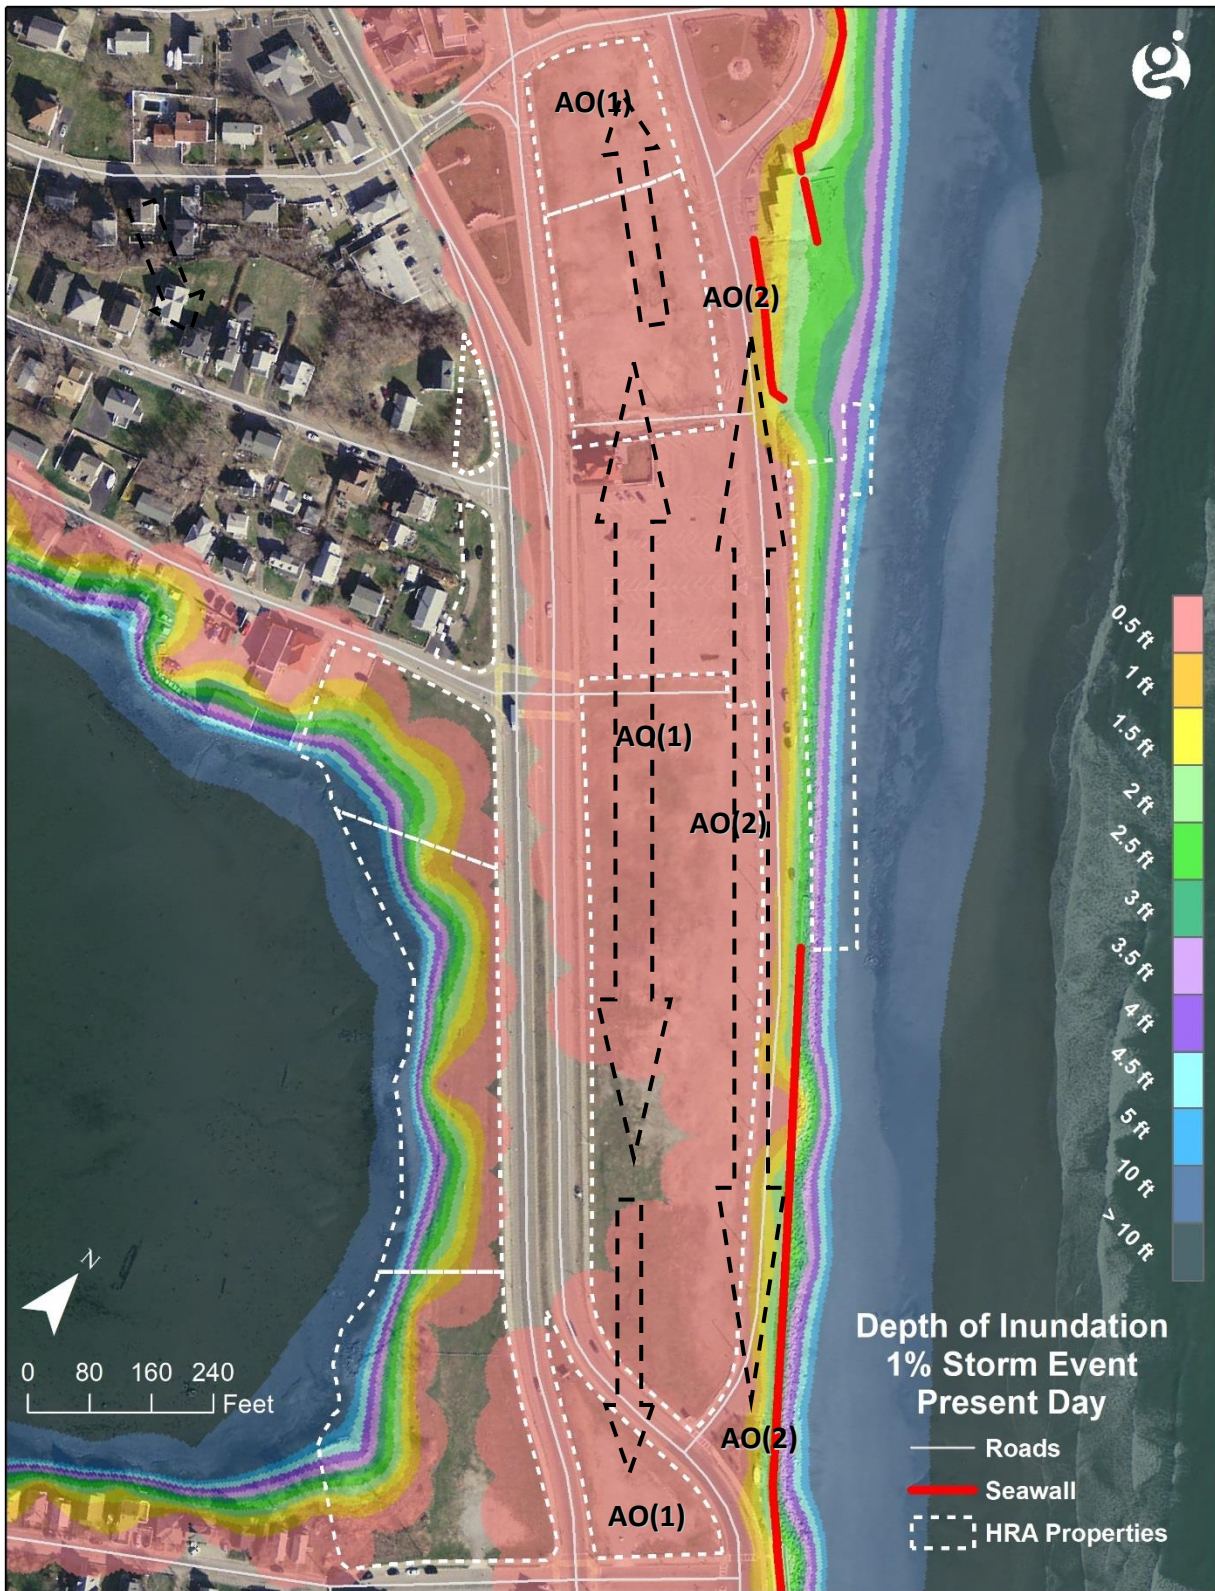 AO(1)
AO(2)
AO(1)
AO(2)
AO(2)
AO(1)
0.5 ft
1 ft
1.5 ft
2 ft
2.5 ft
3 ft
3.5 ft
4 ft
4.5 ft
5 ft
10 ft
> 10 ft
N
0 80 160 240
Feet
Depth of Inundation
1% Storm Event
Present Day
Roads
Seawall
HRA Properties